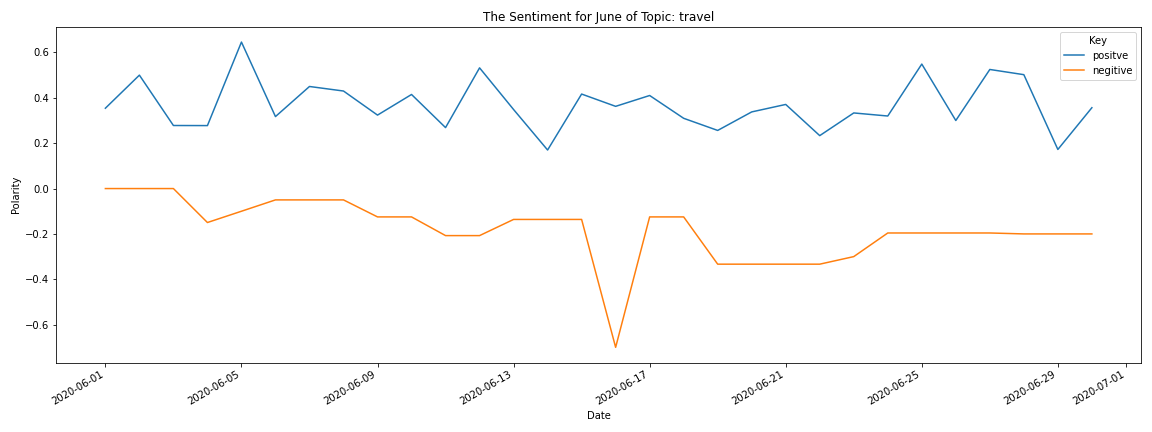 The Sentiment for June of Topic: travel
Key
positve
negitive
0.6
0.4
0.2
0.0
−0.2
−0.4
−0.6
Polarity
2020-06-01
2020-06-05
2020-06-09
2020-06-13
2020-06-17
2020-06-21
2020-06-25
2020-06-29
2020-07-01
Date